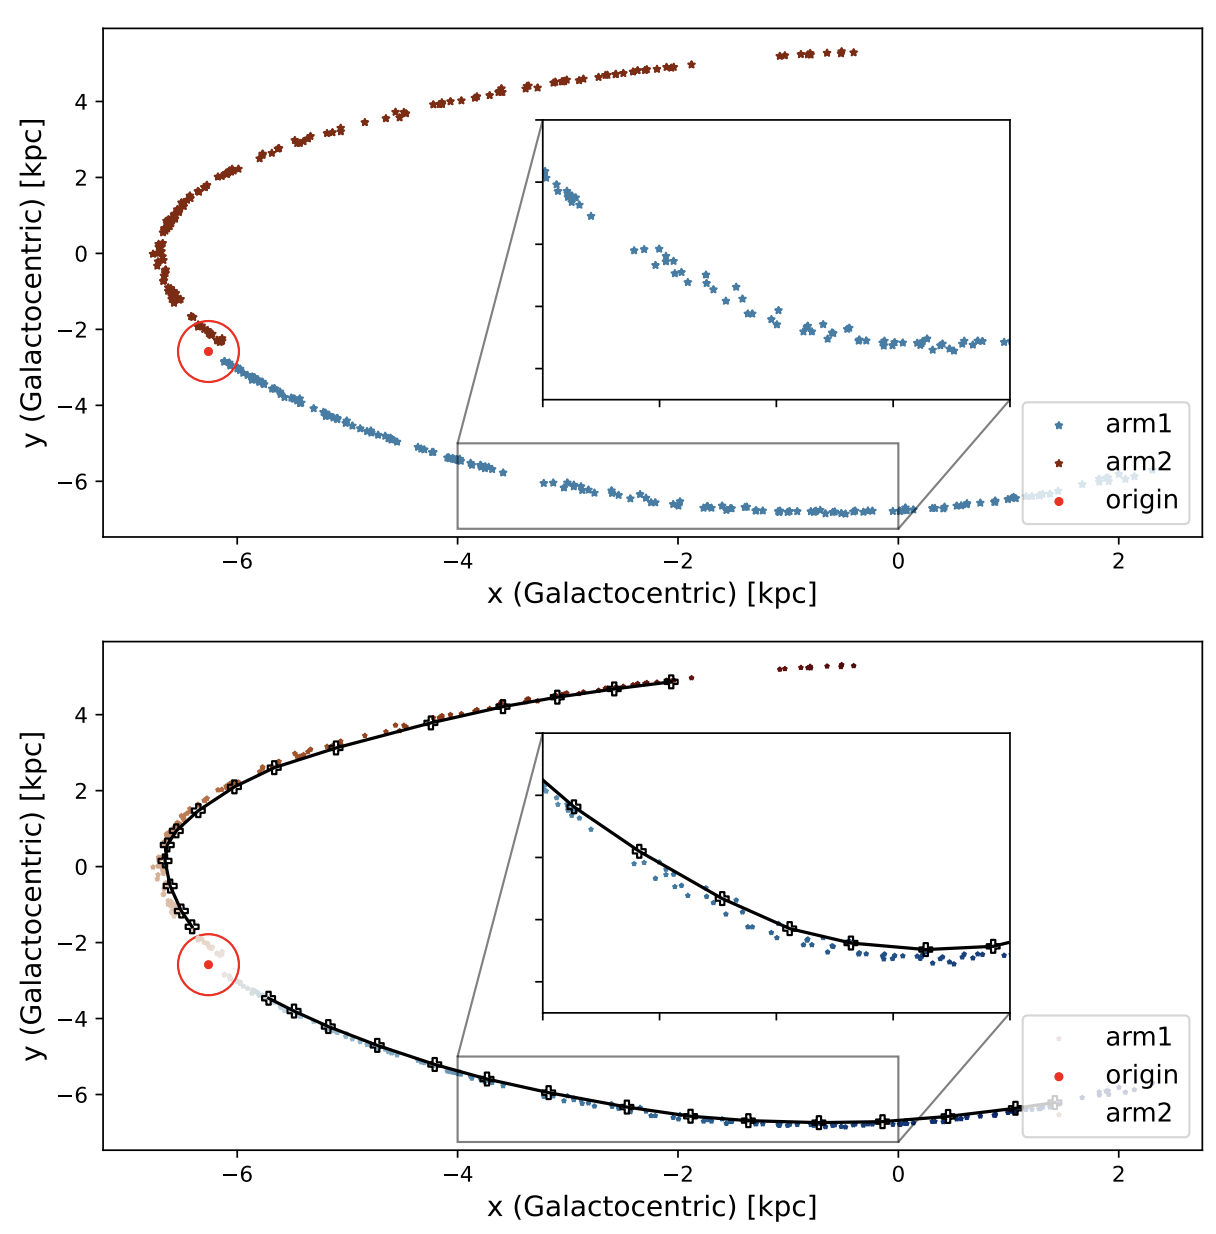 4
2
0
−2
−4
−6
y (Galactocentric) [kpc]
arm1
arm2
origin
−6 −4 −2 0 2
x (Galactocentric) [kpc]
4
2
0
−2
−4
−6
y (Galactocentric) [kpc]
arm1
origin
arm2
−6 −4 −2 0 2
x (Galactocentric) [kpc]